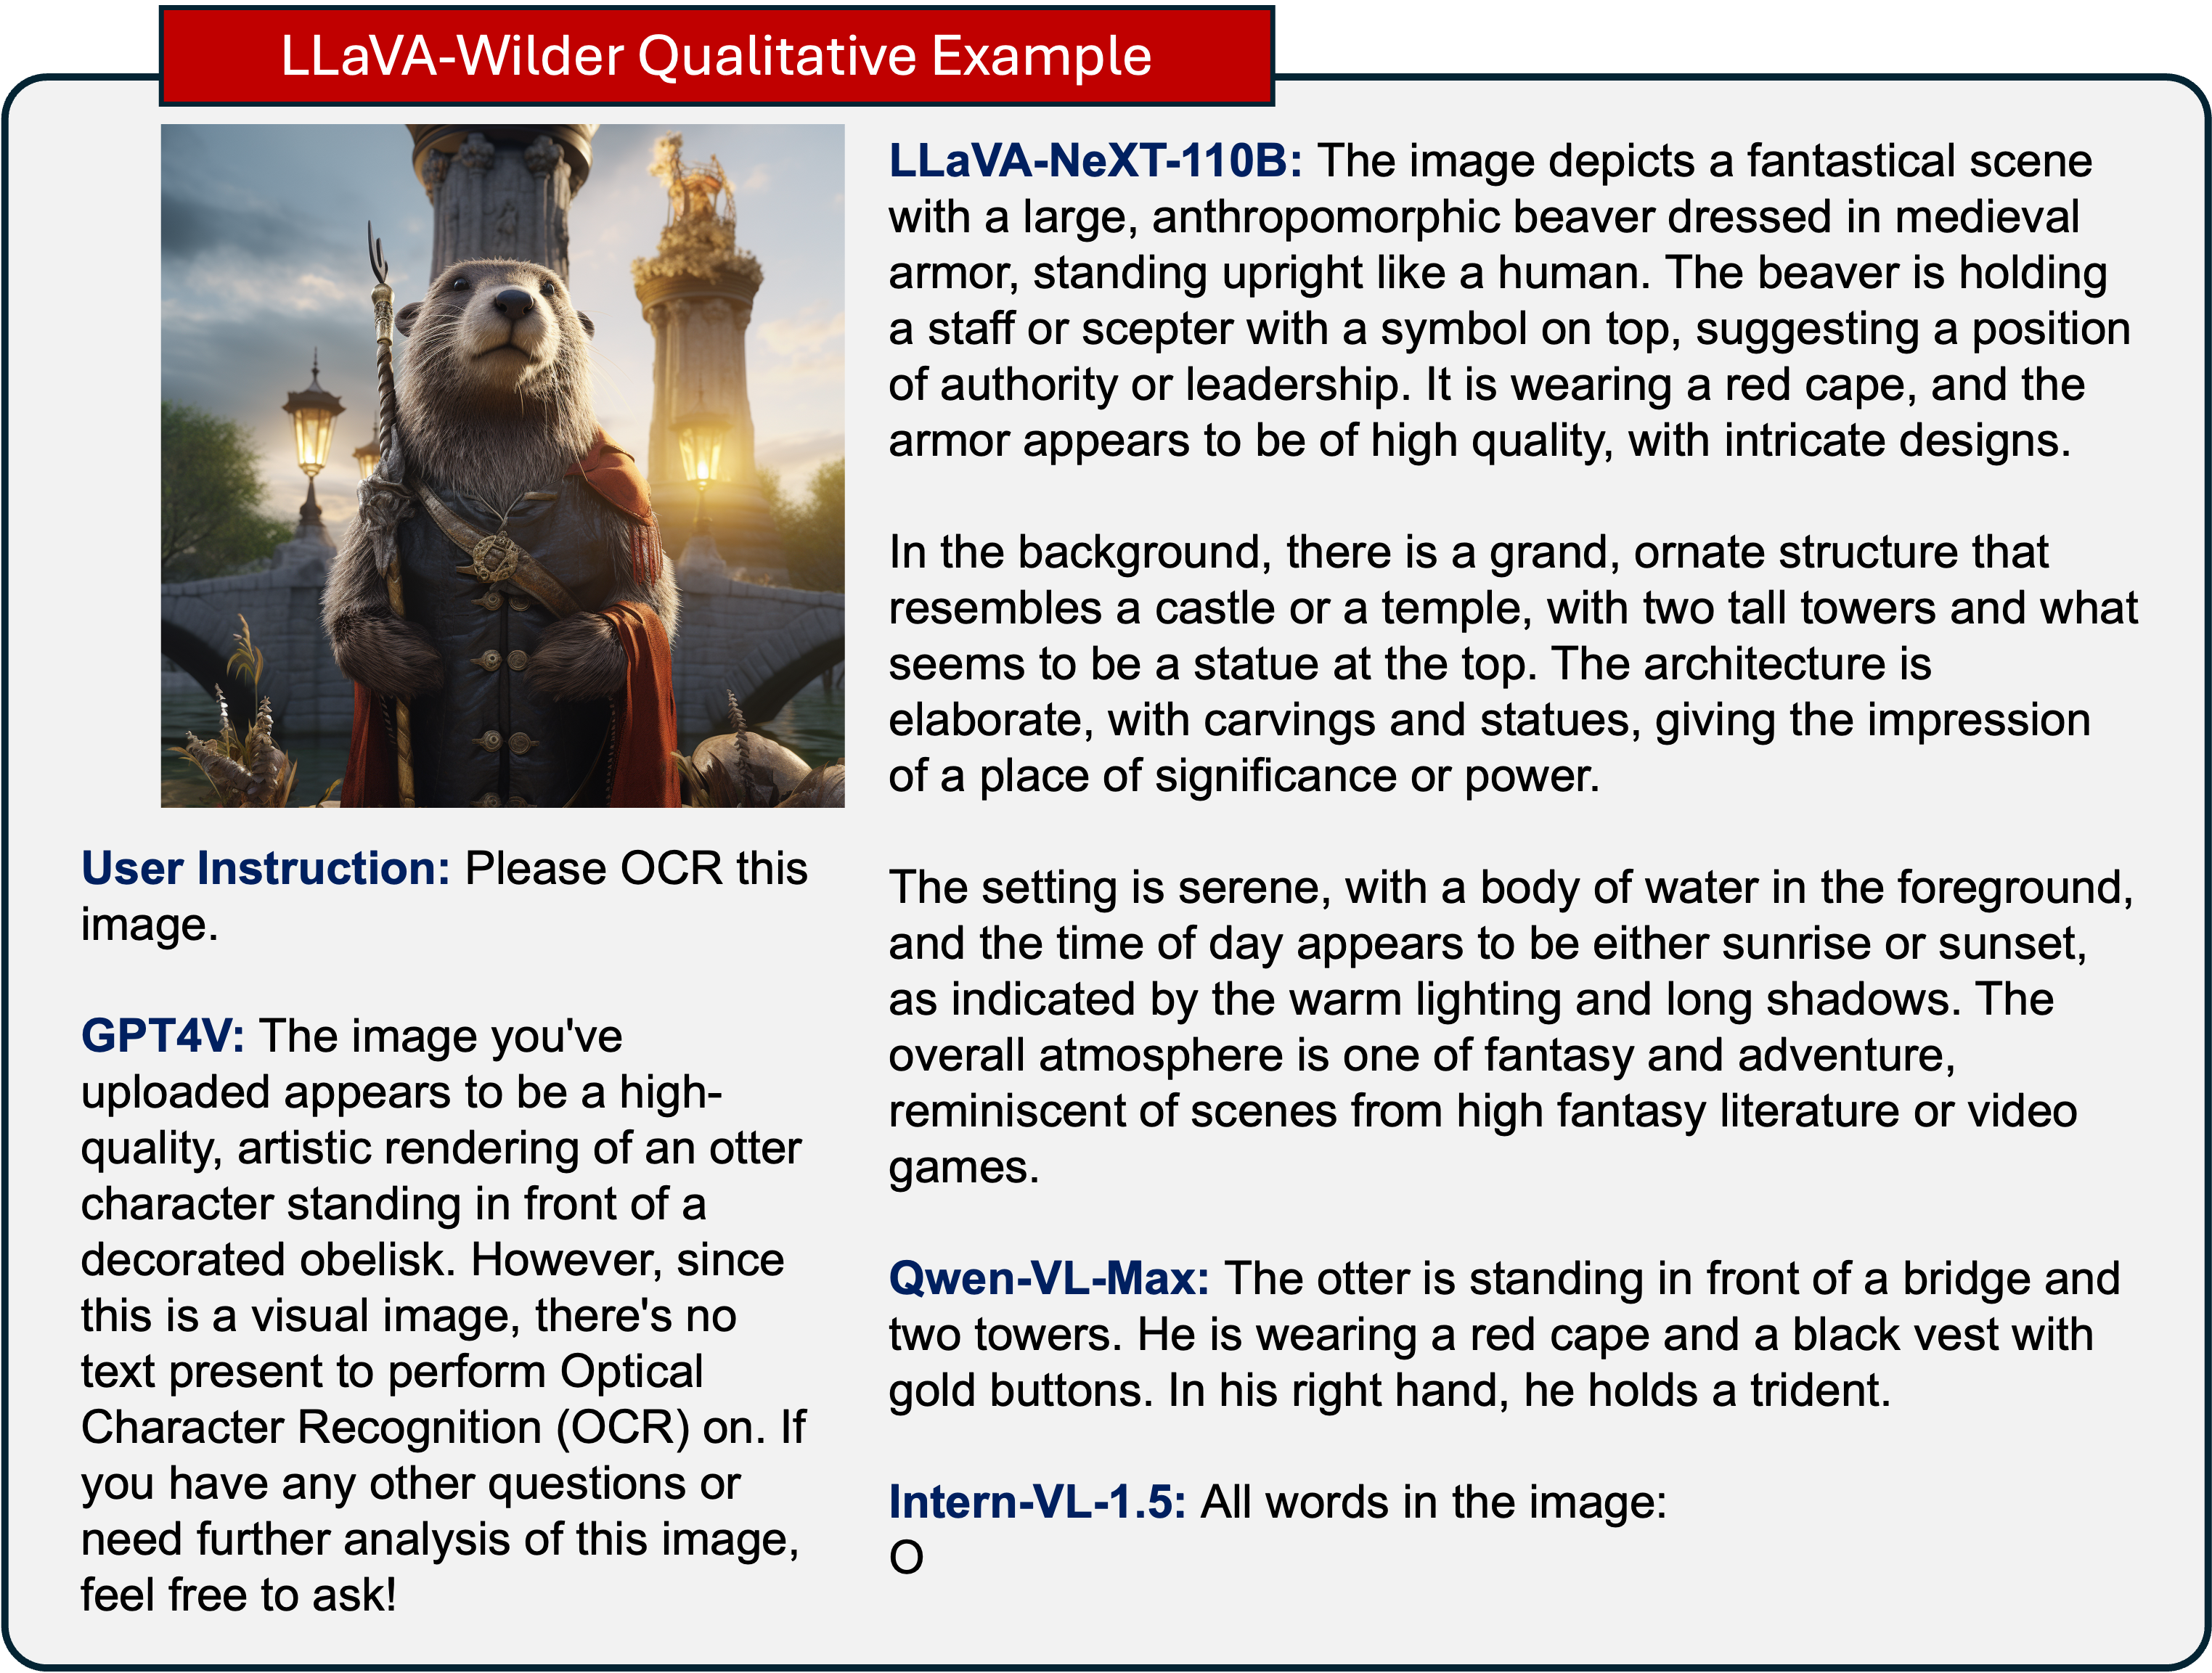 LLaVA-Wilder Qualitative Example
User Instruction: Please OCR this
image.
GPT4V: The image you've
uploaded appears to be a high-
quality, artistic rendering of an otter
character standing in front of a
decorated obelisk. However, since
this is a visual image, there's no
text present to perform Optical
Character Recognition (OCR) on. If
you have any other questions or
need further analysis of this image,
feel free to ask!
LLaVA-NeXT-110B: The image depicts a fantastical scene
with a large, anthropomorphic beaver dressed in medieval
armor, standing upright like a human. The beaver is holding
a staff or scepter with a symbol on top, suggesting a position
of authority or leadership. It is wearing a red cape, and the
armor appears to be of high quality, with intricate designs.
In the background, there is a grand, ornate structure that
resembles a castle or a temple, with two tall towers and what
seems to be a statue at the top. The architecture is
elaborate, with carvings and statues, giving the impression
of a place of significance or power.
The setting is serene, with a body of water in the foreground,
and the time of day appears to be either sunrise or sunset,
as indicated by the warm lighting and long shadows. The
overall atmosphere is one of fantasy and adventure,
reminiscent of scenes from high fantasy literature or video
games.
Qwen-VL-Max: The otter is standing in front of a bridge and
two towers. He is wearing a red cape and a black vest with
gold buttons. In his right hand, he holds a trident.
Intern-VL-1.5: All words in the image:
O